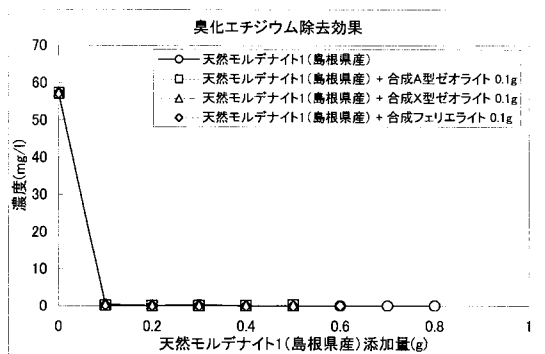 臭化エチジウム除去効果
天然モルデナイト1(島根県産)
天然モルデナイト1(島根県産) + 合成A型ゼオライト 0.1g
天然モルデナイト1(島根県産) + 合成X型ゼオライト 0.1g
天然モルデナイト1(島根県産) + 合成フェリエライト 0.1g
濃度(mg/l)
70
60
50
40
30
20
10
0
0 0.2 0.4 0.6 0.8 1
天然モルデナイト1(島根県産)添加量(g)